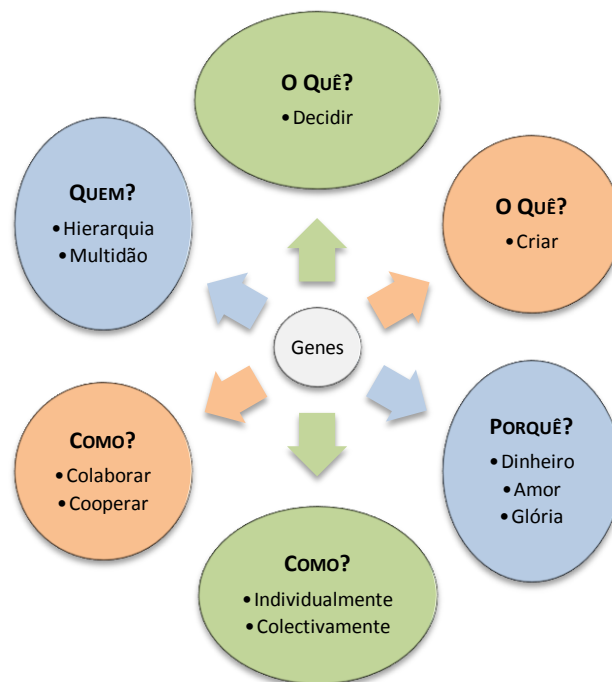 O QUÊ?
• Decidir
QUEM?
• Hierarquia
• Multidão
O QUÊ?
• Criar
Genes
COMO?
• Colaborar
• Cooperar
PORQUÊ?
• Dinheiro
• Amor
• Glória
COMO?
• Individualmente
• Colectivamente